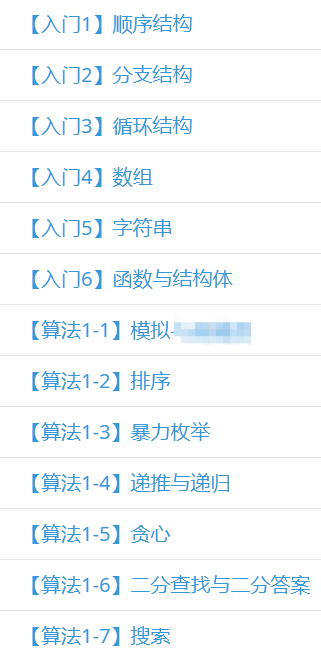 【入门1】顺序结构
【入门2】分支结构
【入门3】循环结构
【入门4】数组
【入门5】字符串
【入门6】函数与结构体
【算法1-1】模拟
【算法1-2】排序
【算法1-3】暴力枚举
【算法1-4】递推与递归
【算法1-5】贪心
【算法1-6】二分查找与二分答案
【算法1-7】搜索